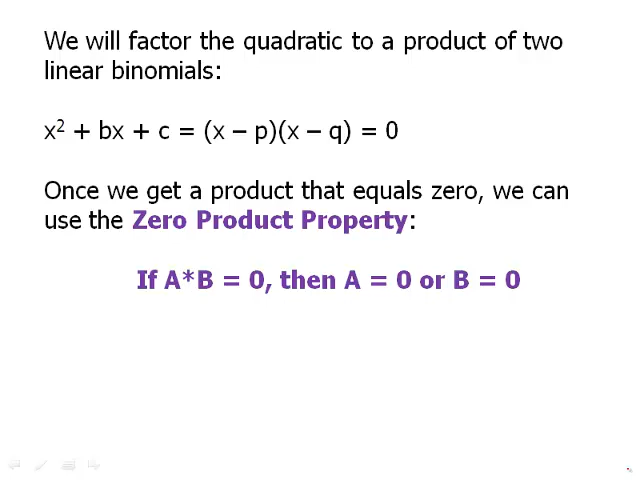 We will factor the quadratic to a product of two
linear binomials:
x² + bx + c = (x – p)(x – q) = 0
Once we get a product that equals zero, we can
use the Zero Product Property:
If A*B = 0, then A = 0 or B = 0